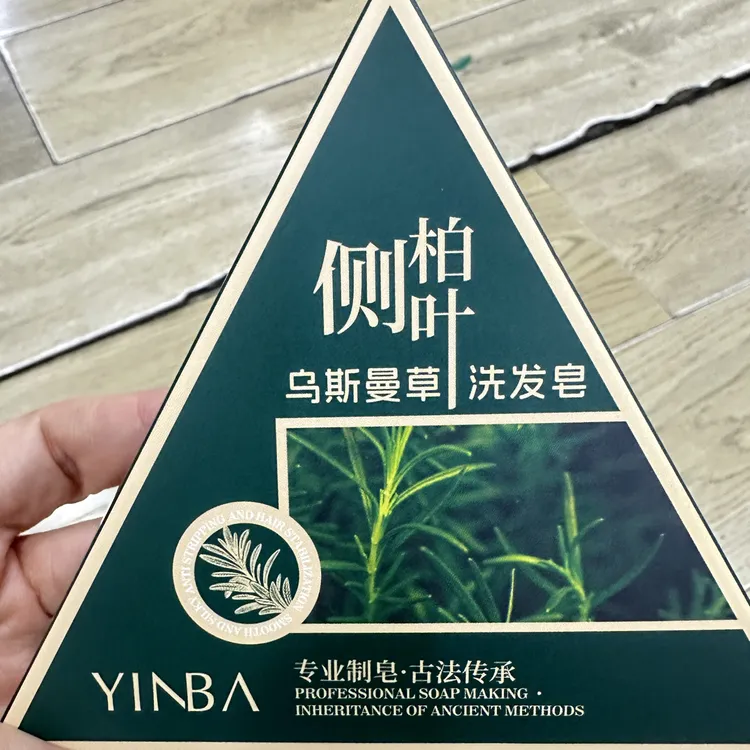 侧柏叶
乌斯曼草 洗发皂
ANTI STRIPPING AND HAIR STABILIZATION
SMOOTH AND SILKY
YINBA
专业制皂·古法传承
PROFESSIONAL SOAP MAKING ·
INHERITANCE OF ANCIENT METHODS